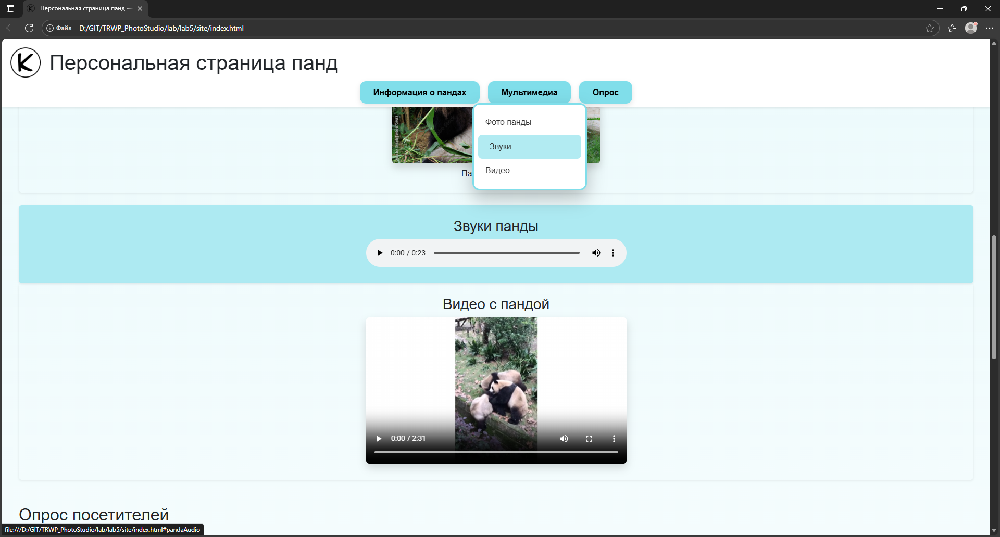 Персональная страница панд —
Файл
D:/GIT/TRWP_PhotoStudio/lab/lab5/site/index.html
K
Персональная страница панд
Информация о пандах
Мультимедиа
Опрос
Фото панды
Звуки
Видео
Па
Звуки панды
0:00 / 0:23
Видео с пандой
0:00 / 2:31
Опрос посетителей
file:///D:/GIT/TRWP_PhotoStudio/lab/lab5/site/index.html#pandaAudio